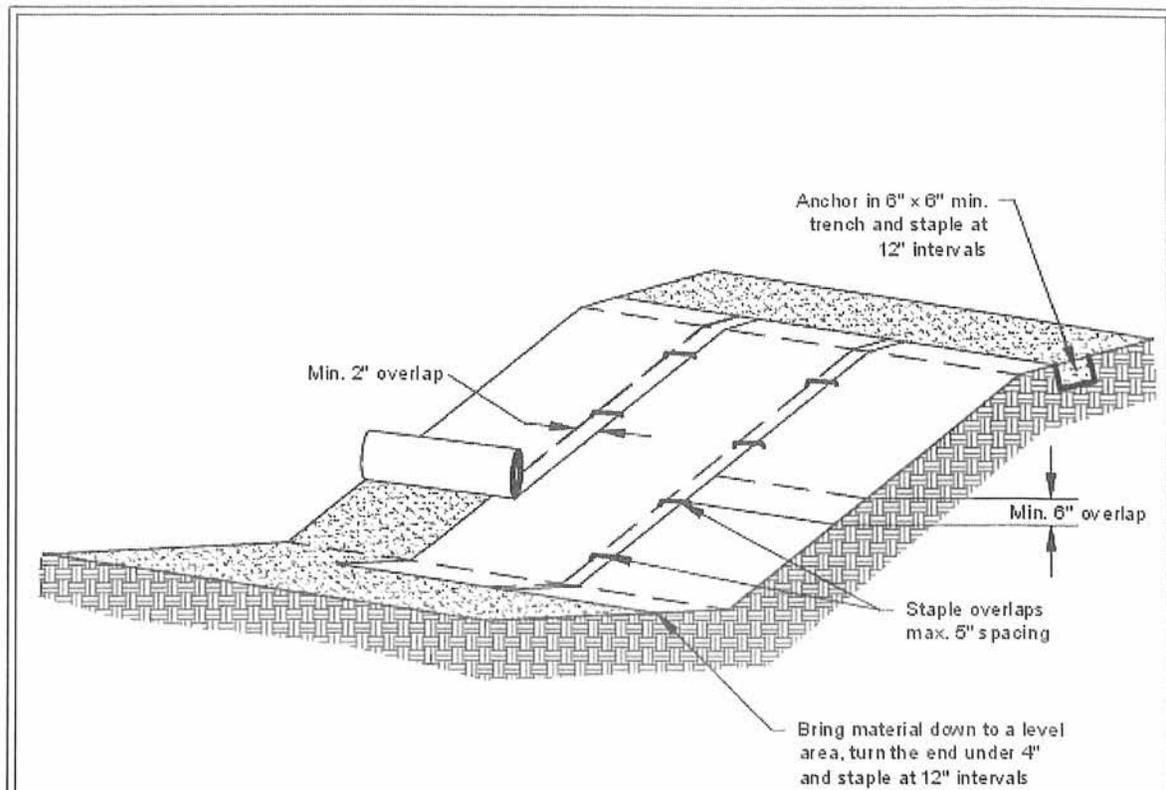 Anchor in 6" x 6" min.
trench and staple at
12" intervals
Min. 2" overlap
Min. 6" overlap
Staple overlaps
max. 5" spacing
Bring material down to a level
area, turn the end under 4"
and staple at 12" intervals